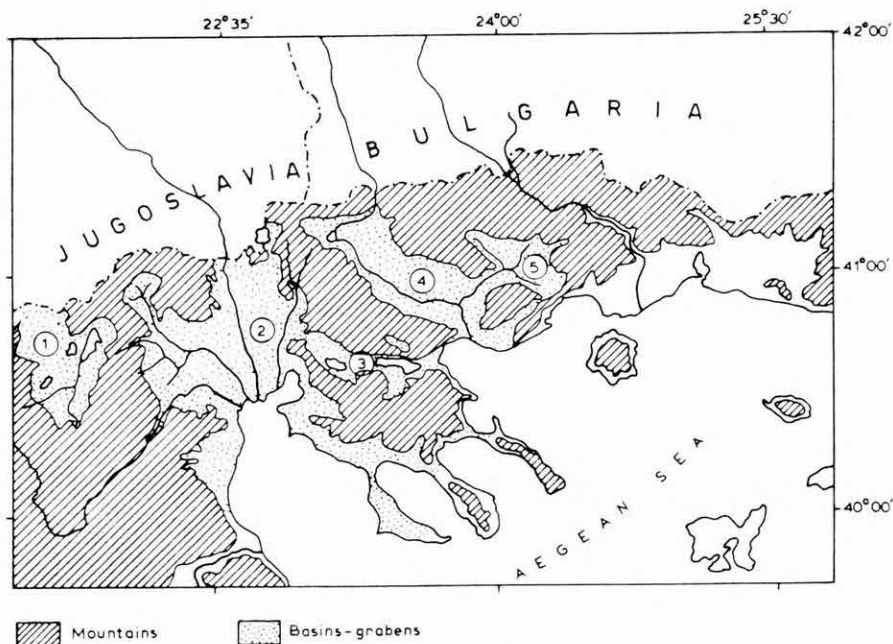 22°35' 24°00' 25°30'
42°00'
BULGARIA
JUGOSLAVIA
41°00'
5
4
2
1
3
AEGEAN SEA
40°00'
Mountains Basins-grabens